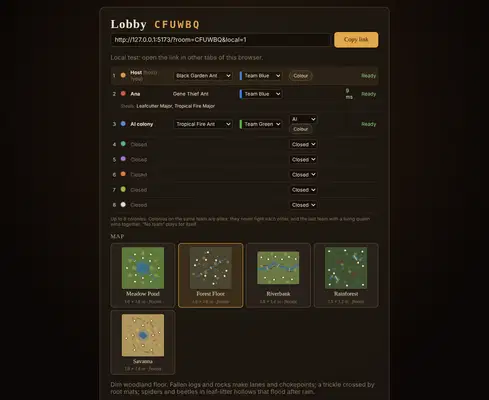 Lobby CFUWBQ
http://127.0.0.1:5173/?room=CFUWBQ&local=1 Copy link
Local test: open the link in other tabs of this browser.
1 Host Black Garden Ant Team Blue Colour Ready
2 Ana Gene Thief Ant Team Blue 9 ms Ready
Steals: Leafcutter Major, Tropical Fire Major
3 AI colony Tropical Fire Ant Team Green AI Colour Ready
4 Closed Closed
5 Closed Closed
6 Closed Closed
7 Closed Closed
8 Closed Closed
MAP
Meadow Pond
Forest Floor
Riverbank
Rainforest
Savanna
Dim woodland floor. Fallen logs and rocks make lanes and chokepoints; a trickle crossed by
root mats; spiders and beetles in leaf-litter hollows that flood after rain.